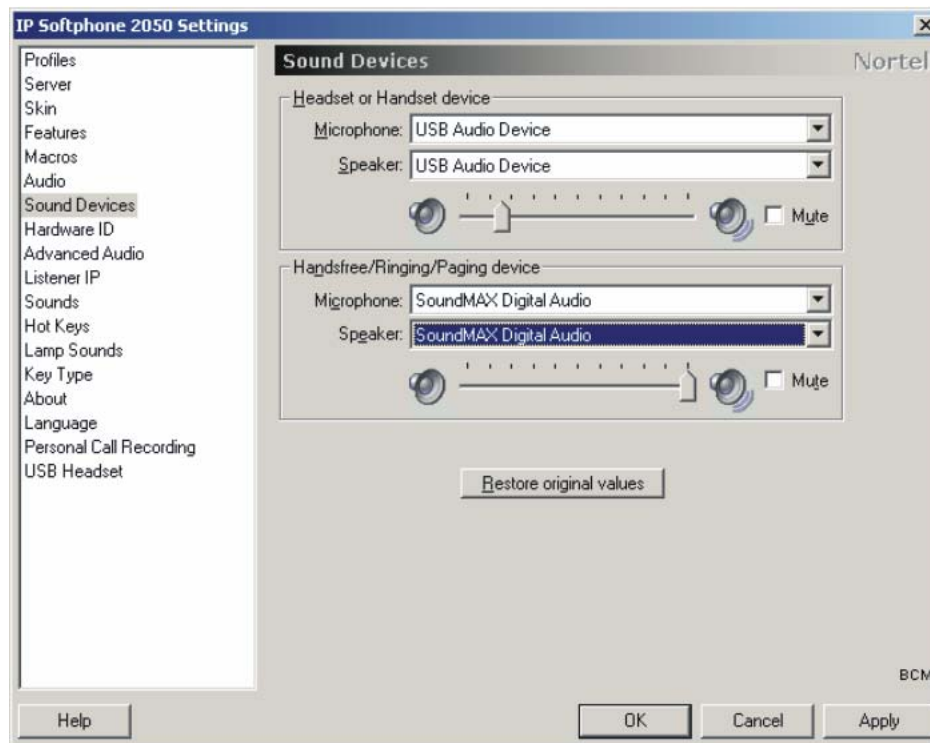 IP Softphone 2050 Settings
Profiles
Server
Skin
Features
Macros
Audio
Sound Devices
Hardware ID
Advanced Audio
Listener IP
Sounds
Hot Keys
Lamp Sounds
Key Type
About
Language
Personal Call Recording
USB Headset
Sound Devices
Nortel
Headset or Handset device
Microphone: USB Audio Device
Speaker: USB Audio Device
Mute
Handsfree/Ringing/Paging device
Microphone: SoundMAX Digital Audio
Speaker: SoundMAX Digital Audio
Mute
Restore original values
BCM
Help OK Cancel Apply